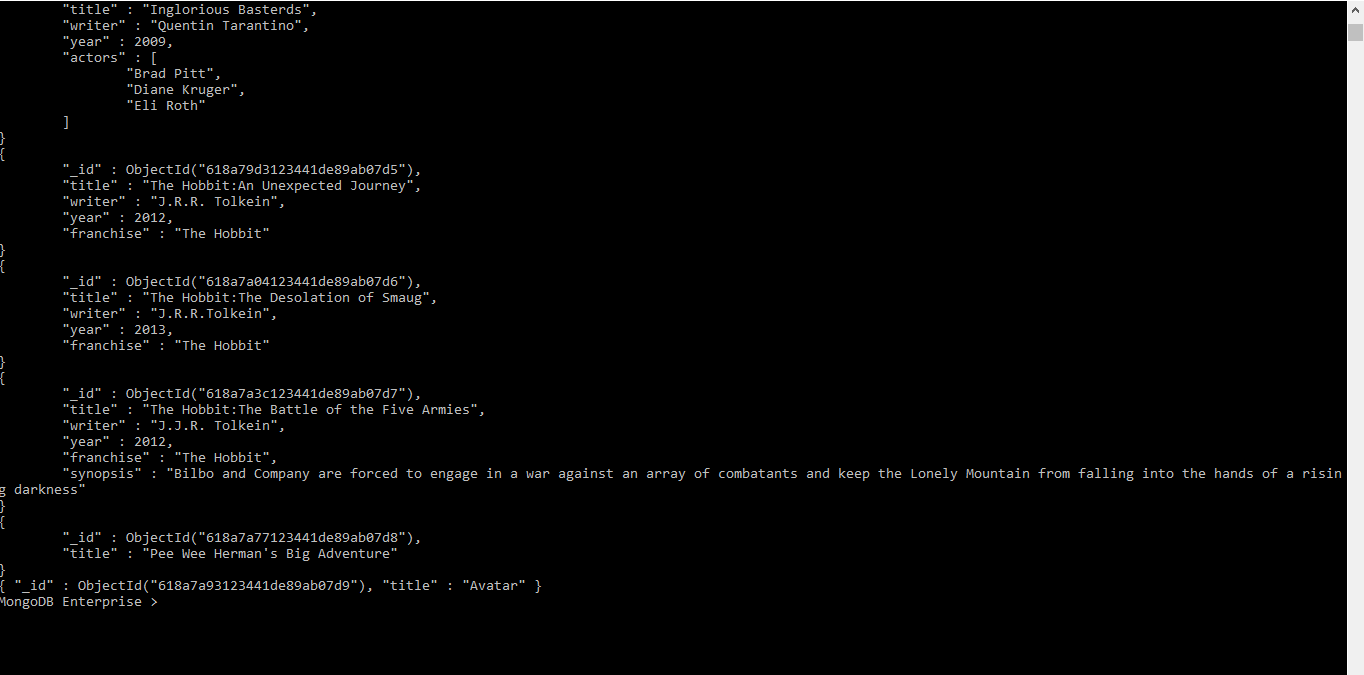 "title" : "Inglorious Basterds",
        "writer" : "Quentin Tarantino",
        "year" : 2009,
        "actors" : [
                "Brad Pitt",
                "Diane Kruger",
                "Eli Roth"
        ]
}
{
        "_id" : ObjectId("618a79d3123441de89ab07d5"),
        "title" : "The Hobbit:An Unexpected Journey",
        "writer" : "J.R.R. Tolkein",
        "year" : 2012,
        "franchise" : "The Hobbit"
}
{
        "_id" : ObjectId("618a7a04123441de89ab07d6"),
        "title" : "The Hobbit:The Desolation of Smaug",
        "writer" : "J.R.R.Tolkein",
        "year" : 2013,
        "franchise" : "The Hobbit"
}
{
        "_id" : ObjectId("618a7a3c123441de89ab07d7"),
        "title" : "The Hobbit:The Battle of the Five Armies",
        "writer" : "J.J.R. Tolkein",
        "year" : 2012,
        "franchise" : "The Hobbit",
        "synopsis" : "Bilbo and Company are forced to engage in a war against an array of combatants and keep the Lonely Mountain from falling into the hands of a risin
g darkness"
}
{
        "_id" : ObjectId("618a7a77123441de89ab07d8"),
        "title" : "Pee Wee Herman's Big Adventure"
}
{ "_id" : ObjectId("618a7a93123441de89ab07d9"), "title" : "Avatar" }
MongoDB Enterprise >